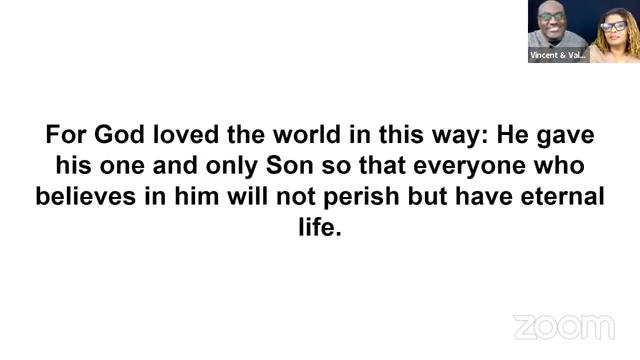 Vincent & Val...
For God loved the world in this way: He gave
his one and only Son so that everyone who
believes in him will not perish but have eternal
life.
zoom